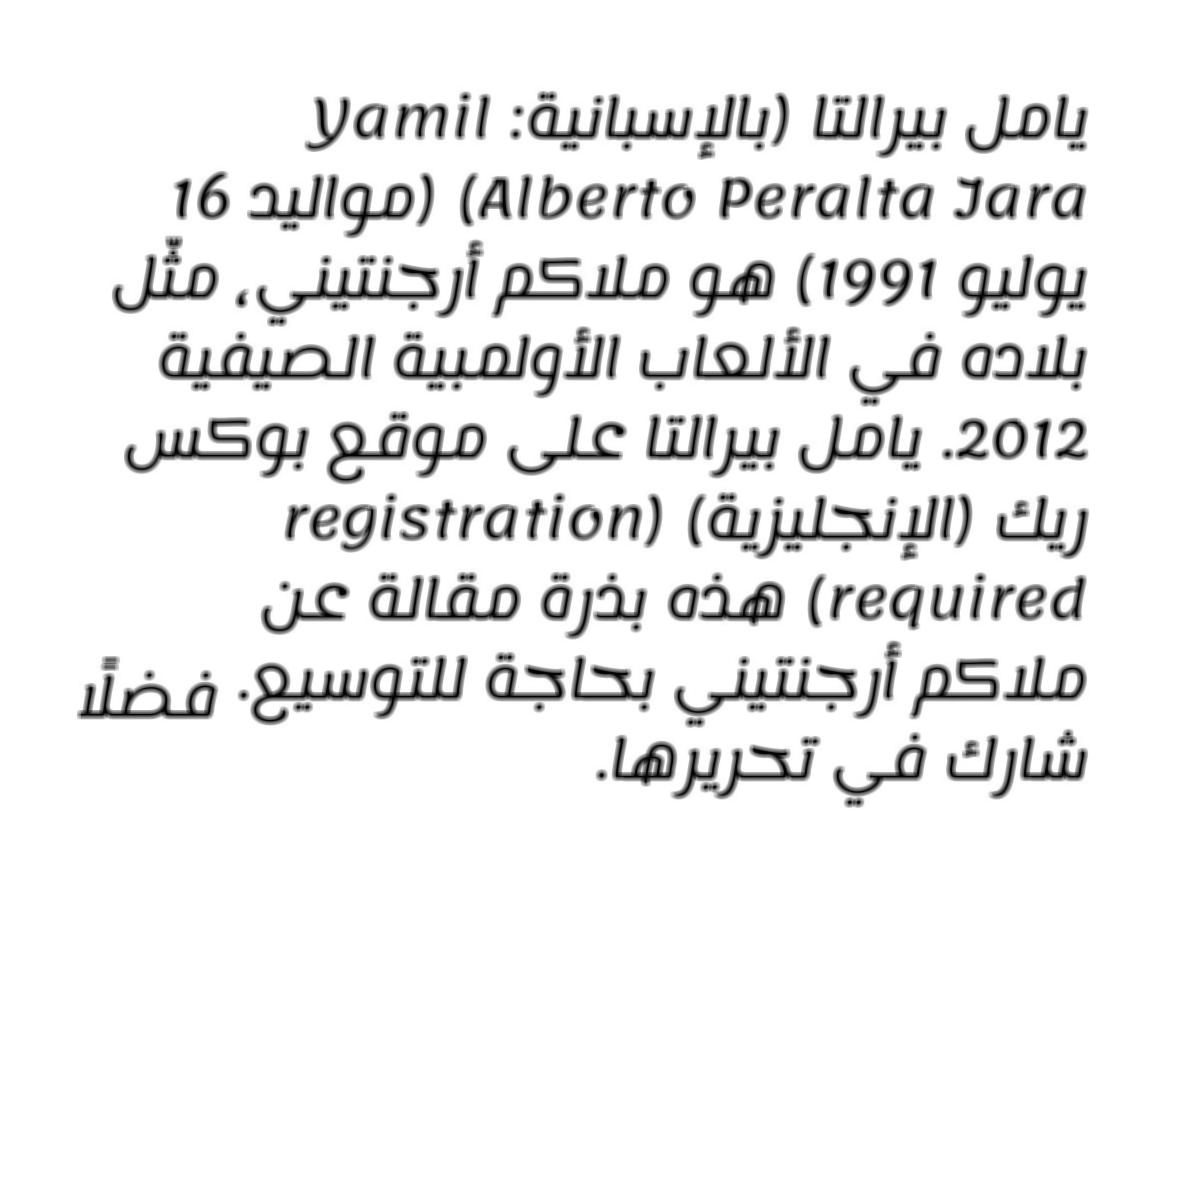 يامل بيرالتا (بالإسبانية: Yamil
Alberto Peralta Jara) (مواليد 16
يوليو 1991) هو ملاكم أرجنتيني، مثّل
بلاده في الألعاب الأولمبية الصيفية
2012. يامل بيرالتا على موقع بوكس
ريك (الإنجليزية) (registration
required) هذه بذرة مقالة عن
ملاكم أرجنتيني بحاجة للتوسيع. فضلًا
شارك في تحريرها.